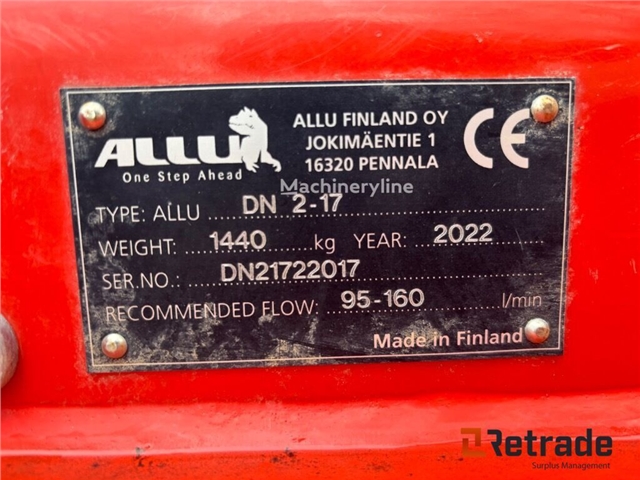 ALLU
One Step Ahead
ALLU FINLAND OY
JOKIMÄENTIE 1
16320 PENNALA
CE
Machineryline
TYPE: ALLU DN 2-17
WEIGHT: 1440 kg YEAR: 2022
SER.NO.: DN21722017
RECOMMENDED FLOW: 95-160 l/min
Made in Finland
Retrade
Surplus Management